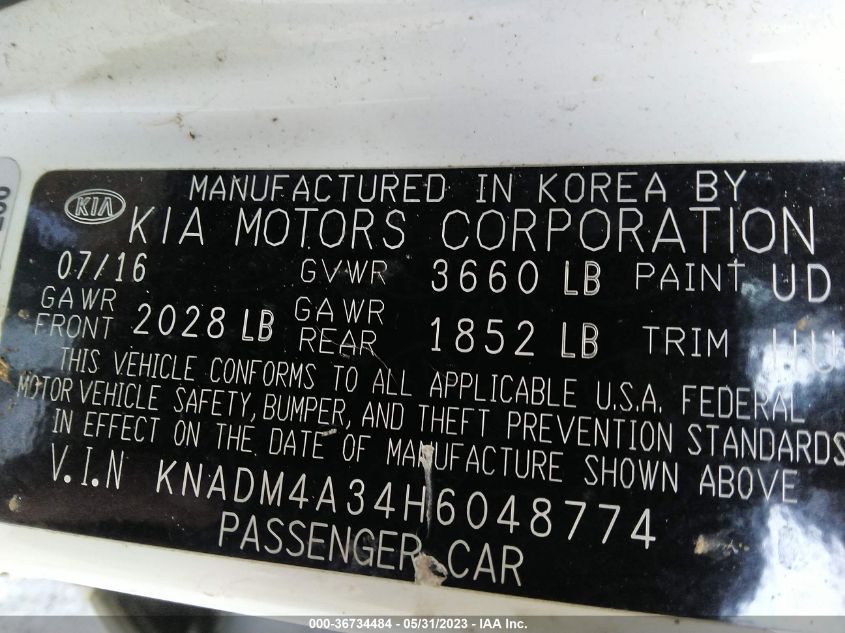 MANUFACTURED IN KOREA BY
KIA KIA MOTORS CORPORATION
07/16 GVWR 3660 LB PAINT UD
GAWR FRONT 2028 LB GAWR REAR 1852 LB TRIM
THIS VEHICLE CONFORMS TO ALL APPLICABLE U.S.A. FEDERAL
MOTOR VEHICLE SAFETY, BUMPER, AND THEFT PREVENTION STANDARDS
IN EFFECT ON THE DATE OF MANUFACTURE SHOWN ABOVE
V.I.N KNADM4A34H6048774
PASSENGER CAR
000-36734484 - 05/31/2023 - IAA Inc.